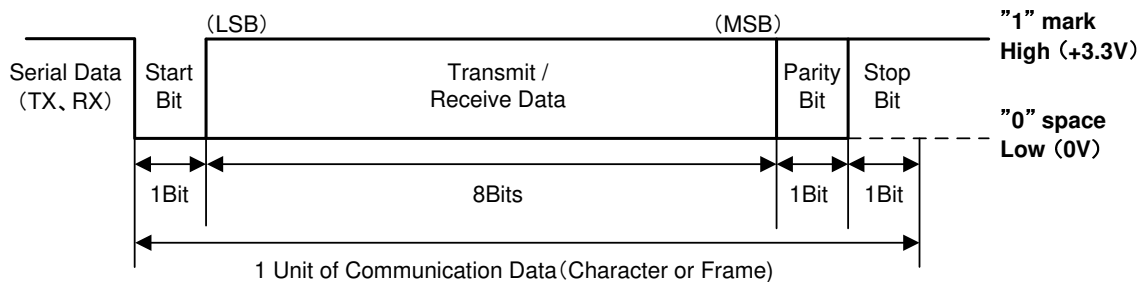 (LSB)
(MSB)
”1” mark
High (+3.3V)
Serial Data
(TX、RX)
Start
Bit
Transmit /
Receive Data
Parity
Bit
Stop
Bit
”0” space
Low (0V)
1Bit
8Bits
1Bit
1Bit
1 Unit of Communication Data(Character or Frame)